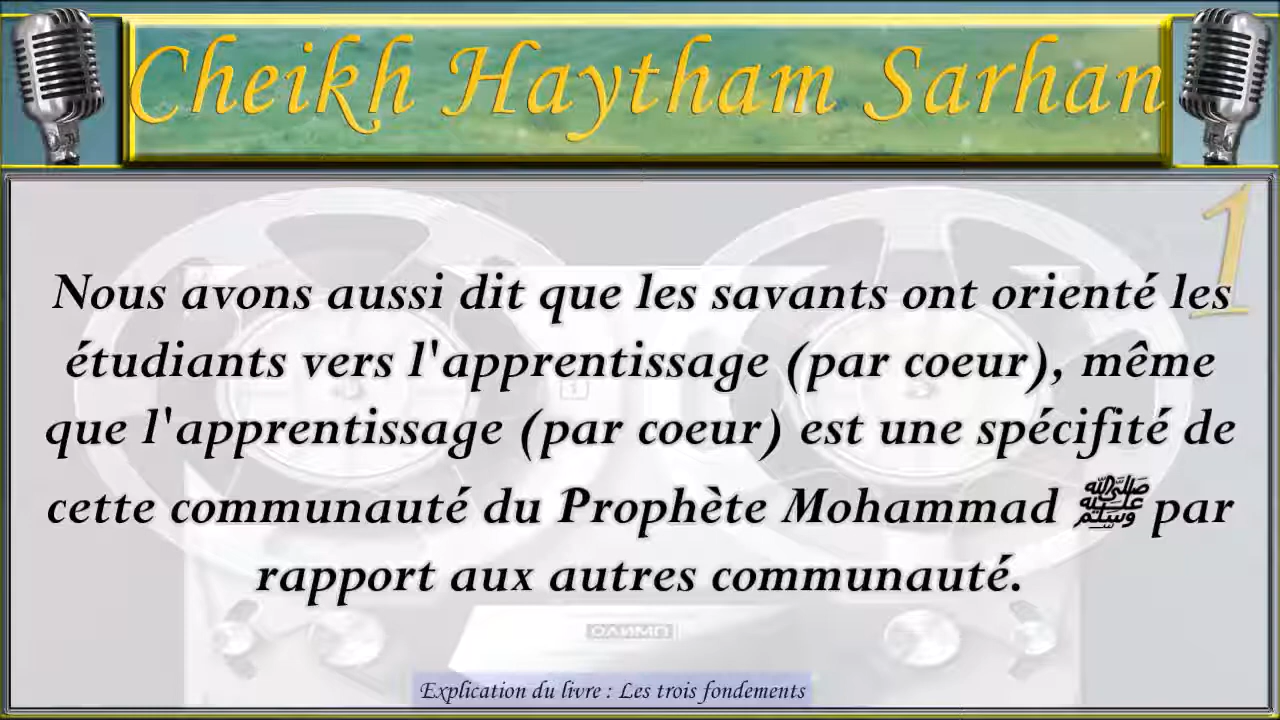 Cheikh Haytham Sarhan
1
Nous avons aussi dit que les savants ont orienté les
étudiants vers l'apprentissage (par coeur), même
que l'apprentissage (par coeur) est une spécifité de
cette communauté du Prophète Mohammad ﷺ par
rapport aux autres communauté.
ОЛИМП
Explication du livre : Les trois fondements